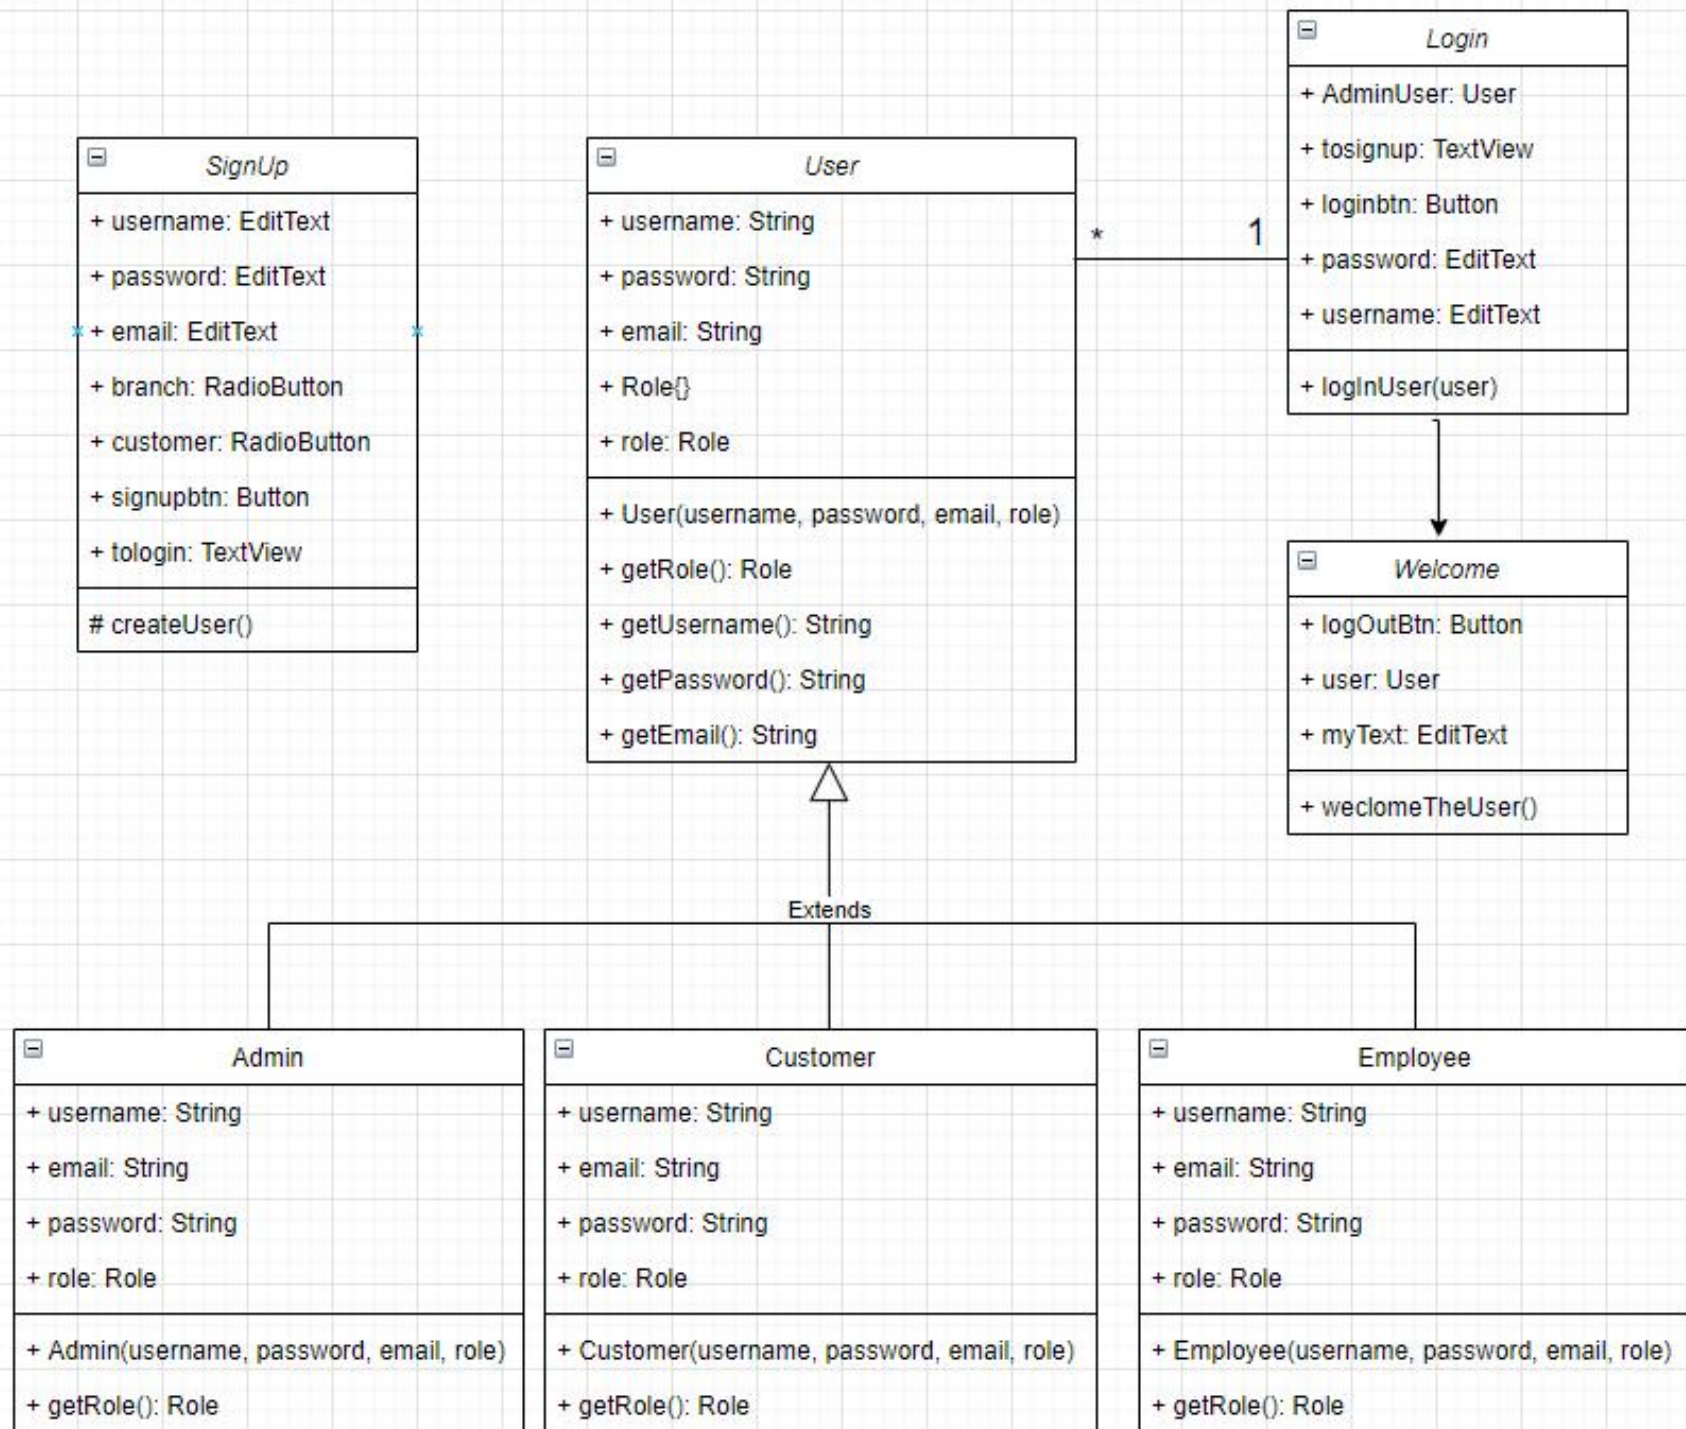 SignUp
+ username: EditText
+ password: EditText
+ email: EditText
+ branch: RadioButton
+ customer: RadioButton
+ signupbtn: Button
+ tologin: TextView
# createUser()
User
+ username: String
+ password: String
+ email: String
+ Role{}
+ role: Role
+ User(username, password, email, role)
+ getRole(): Role
+ getUsername(): String
+ getPassword(): String
+ getEmail(): String
*
1
Login
+ AdminUser: User
+ tosignup: TextView
+ loginbtn: Button
+ password: EditText
+ username: EditText
+ logInUser(user)
Welcome
+ logOutBtn: Button
+ user: User
+ myText: EditText
+ weclomeTheUser()
Extends
Admin
+ username: String
+ email: String
+ password: String
+ role: Role
+ Admin(username, password, email, role)
+ getRole(): Role
Customer
+ username: String
+ email: String
+ password: String
+ role: Role
+ Customer(username, password, email, role)
+ getRole(): Role
Employee
+ username: String
+ email: String
+ password: String
+ role: Role
+ Employee(username, password, email, role)
+ getRole(): Role